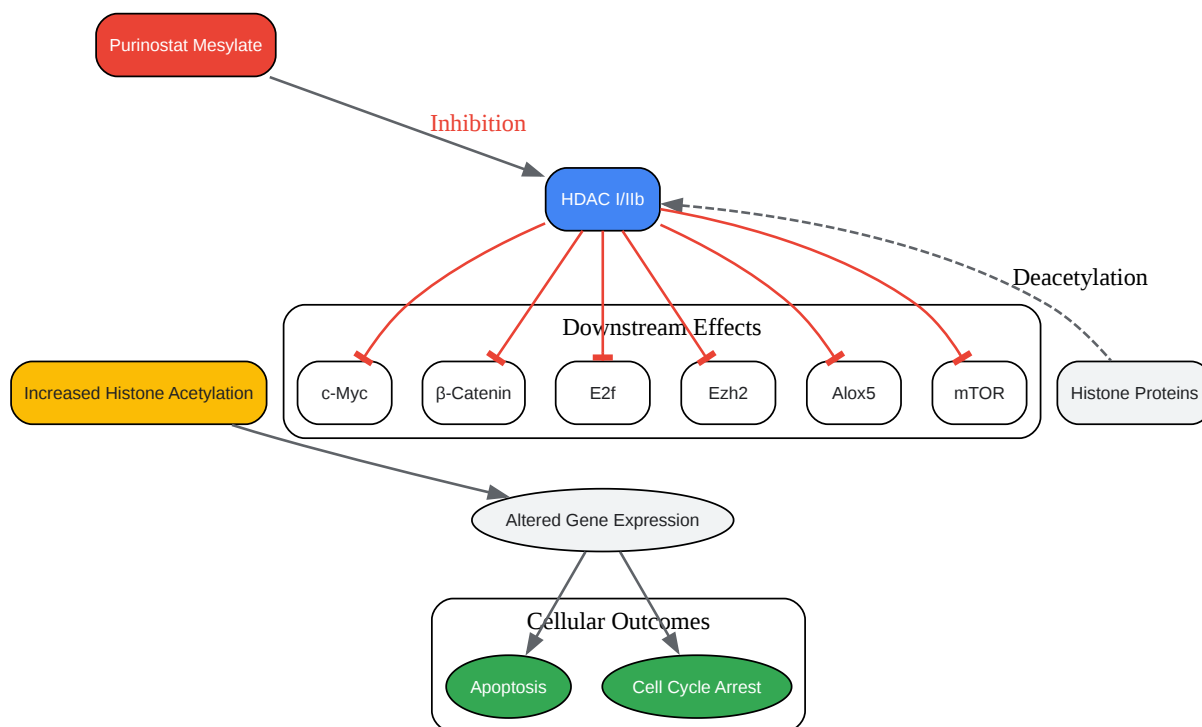 Purinostat Mesylate
Inhibition
HDAC I/IIb
Deacetylation
Downstream Effects
Increased Histone Acetylation
c-Myc
β-Catenin
E2f
Ezh2
Alox5
mTOR
Histone Proteins
Altered Gene Expression
Cellular Outcomes
Apoptosis
Cell Cycle Arrest